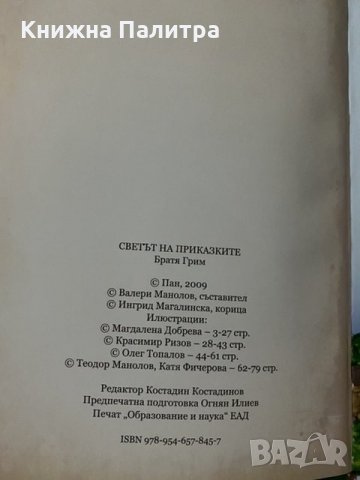 Книжна Палитра
СВЕТЪТ НА ПРИКАЗКИТЕ
Братя Грим
© Пан, 2009
© Валери Манолов, съставител
© Ингрид Магалинска, корица
Илюстрации:
© Магдалена Добрева – 3-27 стр.
© Красимир Ризов – 28-43 стр.
© Олег Топалов – 44-61 стр.
© Теодор Манолов, Катя Фичерова – 62-79 стр.
Редактор Костадин Костадинов
Предпечатна подготовка Огнян Илиев
Печат „Образование и наука“ ЕАД
ISBN 978-954-657-845-7
BAZAR